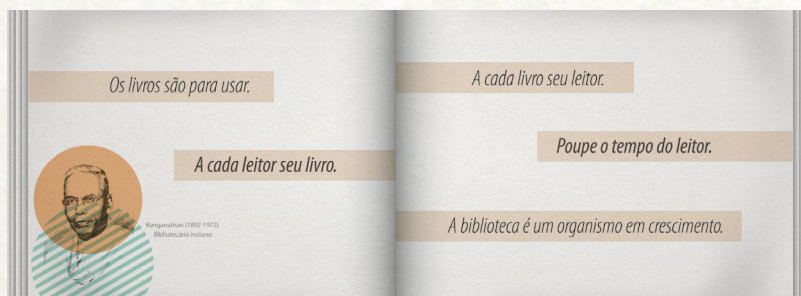 Os livros são para usar.
A cada leitor seu livro.
Ranganathan (1892-1972)
Bibliotecário indiano
A cada livro seu leitor.
Poupe o tempo do leitor.
A biblioteca é um organismo em crescimento.